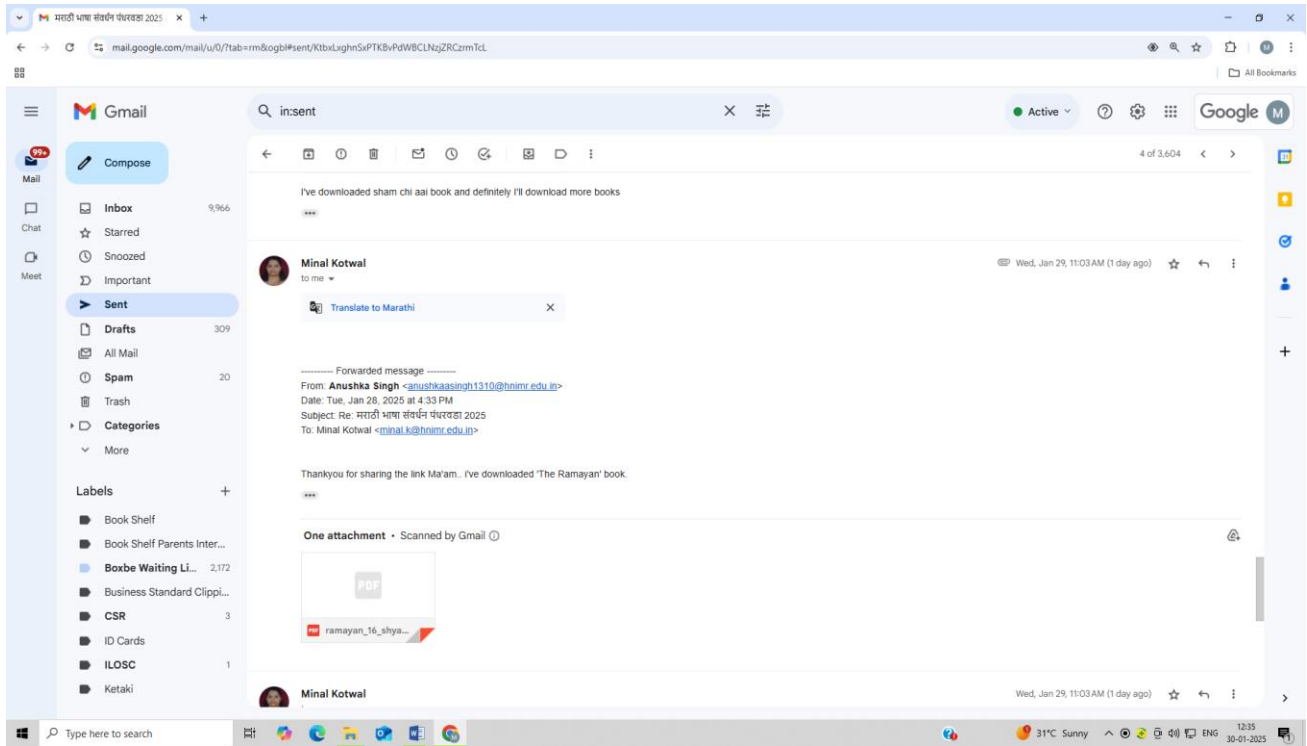 मराठी भाषा संवर्धन पंधरवडा 2025
mail.google.com/mail/u/0/?tab=rm&ogbl#sent/KtbxLxghnSxPTKBvPdWBCLNzjZRCzrmTcL
M
All Bookmarks
Gmail
in:sent
Active
Google
M
99+
Mail
Compose
4 of 3,604
31
Chat
Meet
Inbox 9,966
Starred
Snoozed
Important
Sent
Drafts 309
All Mail
Spam 20
Trash
Categories
More
Labels
Book Shelf
Book Shelf Parents Inter...
Boxbe Waiting Li... 2,172
Business Standard Clippi...
CSR 3
ID Cards
ILOSC 1
Ketaki
I've downloaded sham chi aai book and definitely I'll download more books
Minal Kotwal
Wed, Jan 29, 11:03 AM (1 day ago)
to me
Translate to Marathi
---------- Forwarded message ---------
From: Anushka Singh <anushkaasingh1310@hnimr.edu.in>
Date: Tue, Jan 28, 2025 at 4:33 PM
Subject: Re: मराठी भाषा संवर्धन पंधरवडा 2025
To: Minal Kotwal <minal.k@hnimr.edu.in>
Thankyou for sharing the link Ma'am.. i've downloaded 'The Ramayan' book.
One attachment • Scanned by Gmail
PDF
PDF ramayan_16_shya...
Minal Kotwal
Wed, Jan 29, 11:03 AM (1 day ago)
Type here to search
31°C Sunny
ENG
12:35
30-01-2025